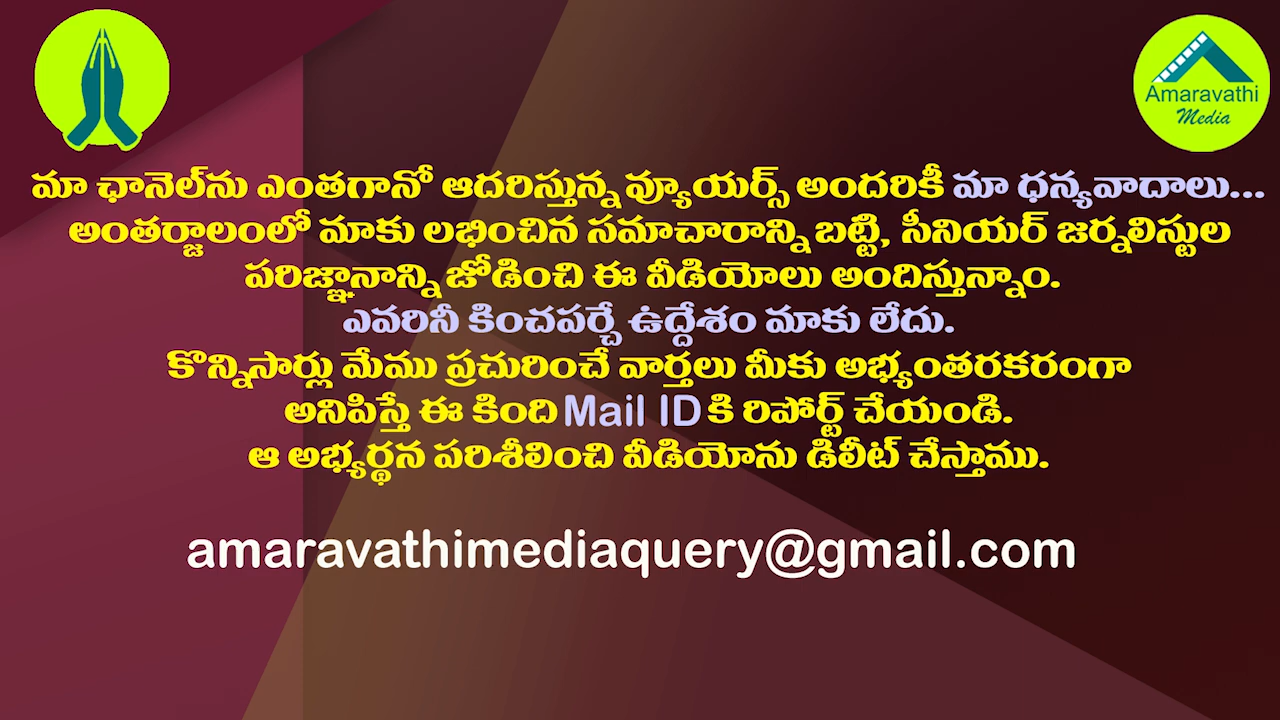 Amaravathi
Media
మా ఛానెల్‌ను ఎంతగానో ఆదరిస్తున్న వ్యూయర్స్ అందరికీ మా ధన్యవాదాలు...
అంతర్జాలంలో మాకు లభించిన సమాచారాన్ని బట్టి, సీనియర్ జర్నలిస్టుల
పరిజ్ఞానాన్ని జోడించి ఈ వీడియోలు అందిస్తున్నాం.
ఎవరినీ కించపర్చే ఉద్దేశం మాకు లేదు.
కొన్నిసార్లు మేము ప్రచురించే వార్తలు మీకు అభ్యంతరకరంగా
అనిపిస్తే ఈ కింది Mail ID కి రిపోర్ట్ చేయండి.
ఆ అభ్యర్థన పరిశీలించి వీడియోను డిలీట్ చేస్తాము.
amaravathimediaquery@gmail.com